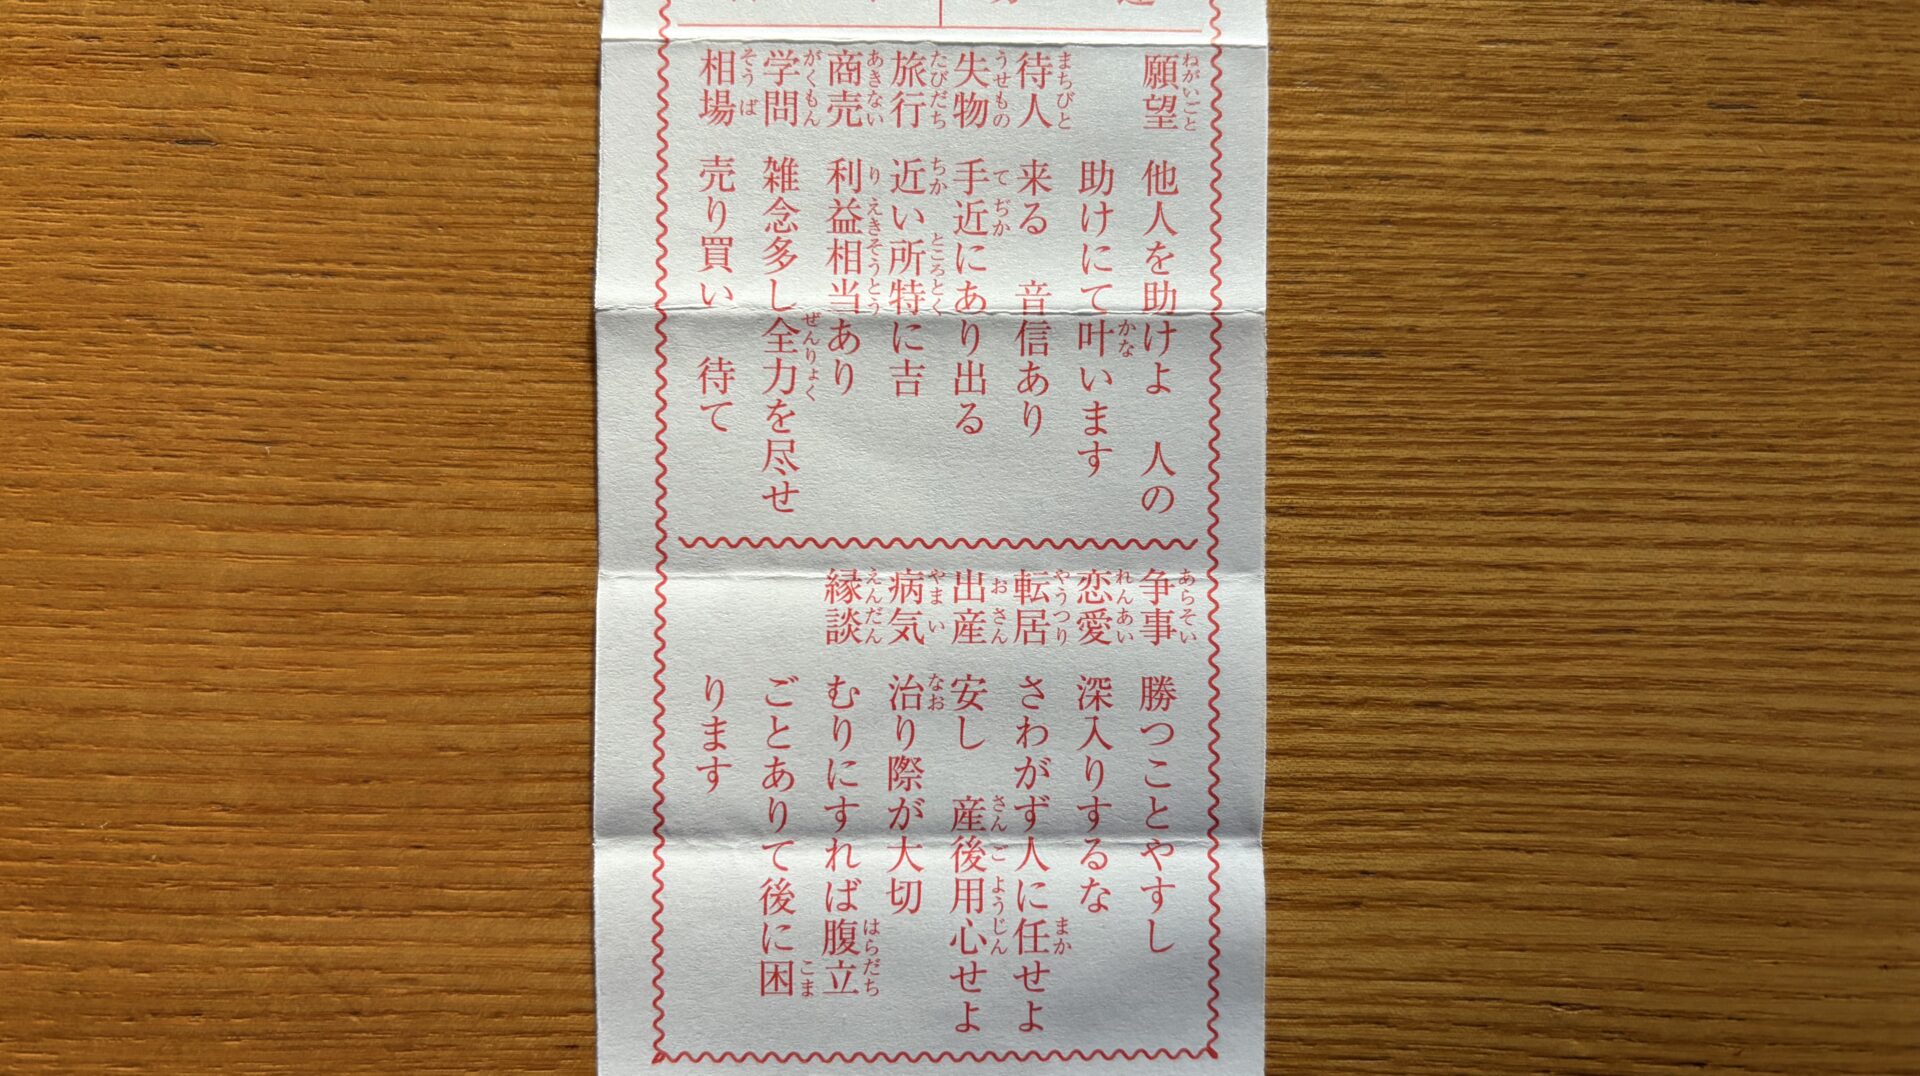 願望 他人を助けよ 人の
助けにて叶います
待人 来る 音信あり
失物 手近にあり出る
旅行 近い所特に吉
商売 利益相当あり
学問 雑念多し全力を尽せ
相場 売り買い 待て
争事 勝つことやすし
恋愛 深入りするな
転居 さわがず人に任せよ
出産 安し 産後用心せよ
病気 治り際が大切
縁談 むりにすれば腹立
ごとありて後に困
ります